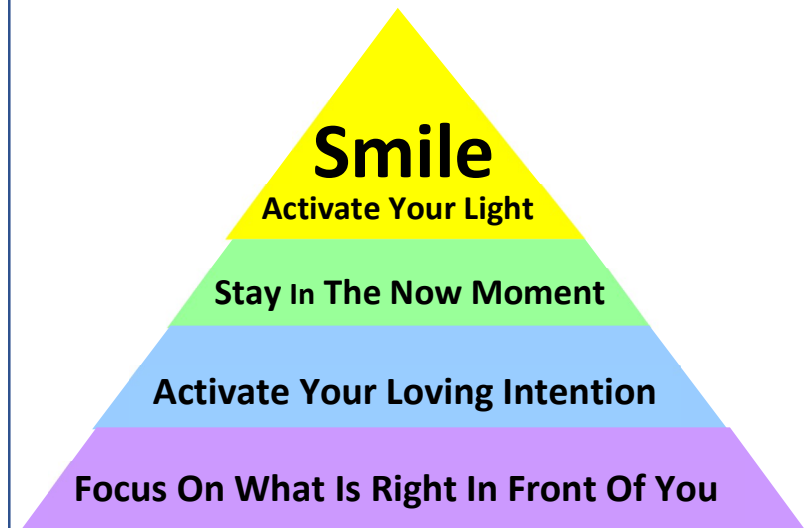 Smile
Activate Your Light
Stay In The Now Moment
Activate Your Loving Intention
Focus On What Is Right In Front Of You